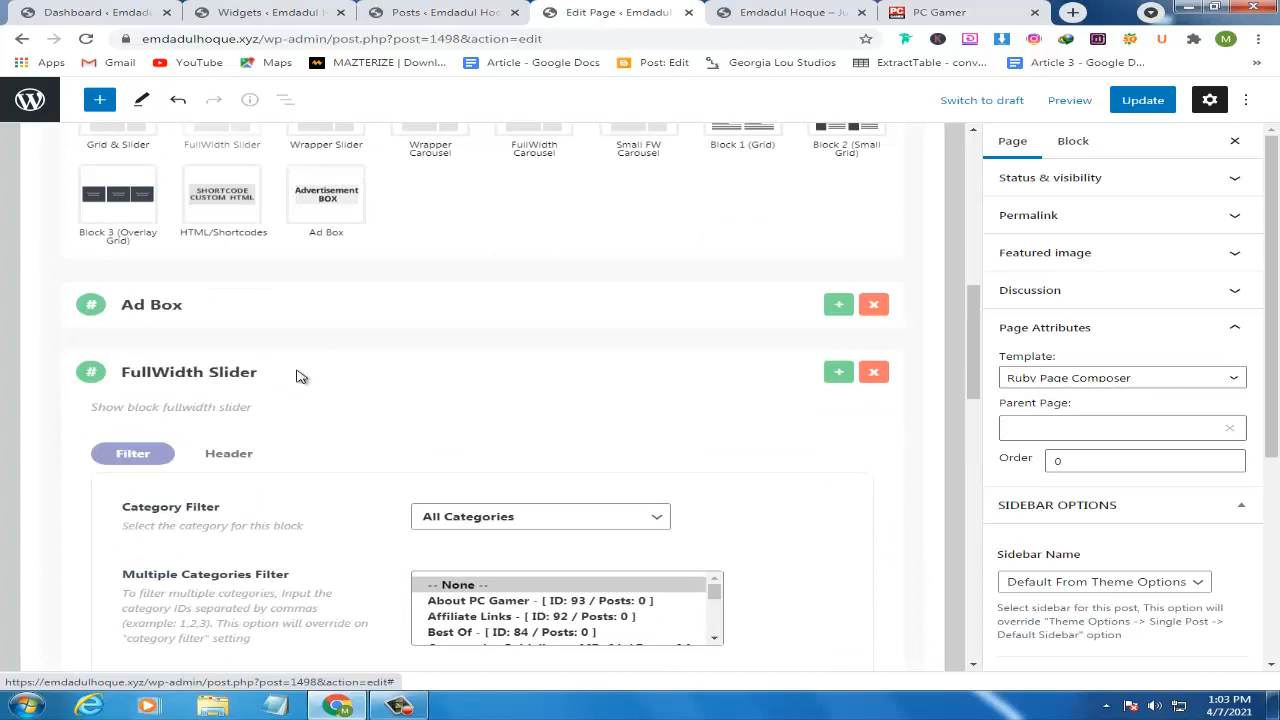 Dashboard ‹ Emdadul
Widgets ‹ Emdadul H
Posts ‹ Emdadul Hoq
Edit Page ‹ Emdadul
Emdadul Hoque – Ju
PC GAMER
PC Gamer
emdadulhoque.xyz/wp-admin/post.php?post=1498&action=edit
M
Apps
Gmail
YouTube
Maps
MAZTERIZE | Downl...
Article - Google Docs
Post: Edit
Georgia Lou Studios
ExtractTable - conv...
Article 3 - Google D...
»
Switch to draft
Preview
Update
Grid & Slider
FullWidth Slider
Wrapper Slider
Wrapper Carousel
FullWidth Carousel
Small FW Carousel
Block 1 (Grid)
Block 2 (Small Grid)
SHORTCODE CUSTOM HTML
Advertisement BOX
Block 3 (Overlay Grid)
HTML/Shortcodes
Ad Box
# Ad Box
# FullWidth Slider
Show block fullwidth slider
Filter
Header
Category Filter
Select the category for this block
All Categories
Multiple Categories Filter
To filter multiple categories, Input the
category IDs separated by commas
(example: 1,2,3). This option will override on
"category filter" setting
-- None --
About PC Gamer - [ ID: 93 / Posts: 0 ]
Affiliate Links - [ ID: 92 / Posts: 0 ]
Best Of - [ ID: 84 / Posts: 0 ]
Page
Block
Status & visibility
Permalink
Featured image
Discussion
Page Attributes
Template:
Ruby Page Composer
Parent Page:
Order
0
SIDEBAR OPTIONS
Sidebar Name
Default From Theme Options
Select sidebar for this post, This option will
override "Theme Options -> Single Post ->
Default Sidebar" option
https://emdadulhoque.xyz/wp-admin/post.php?post=1498&action=edit#
1:03 PM
4/7/2021